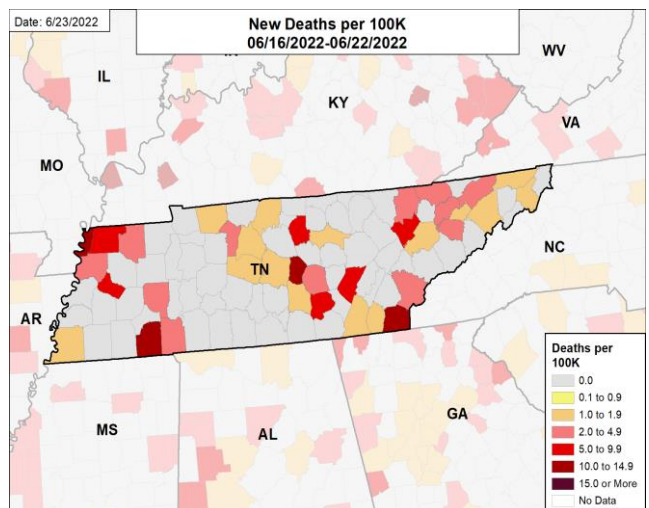 Date: 6/23/2022
New Deaths per 100K
06/16/2022-06/22/2022
WV
IL
KY
VA
MO
NC
TN
AR
MS
AL
GA
Deaths per
100K
0.0
0.1 to 0.9
1.0 to 1.9
2.0 to 4.9
5.0 to 9.9
10.0 to 14.9
15.0 or More
No Data